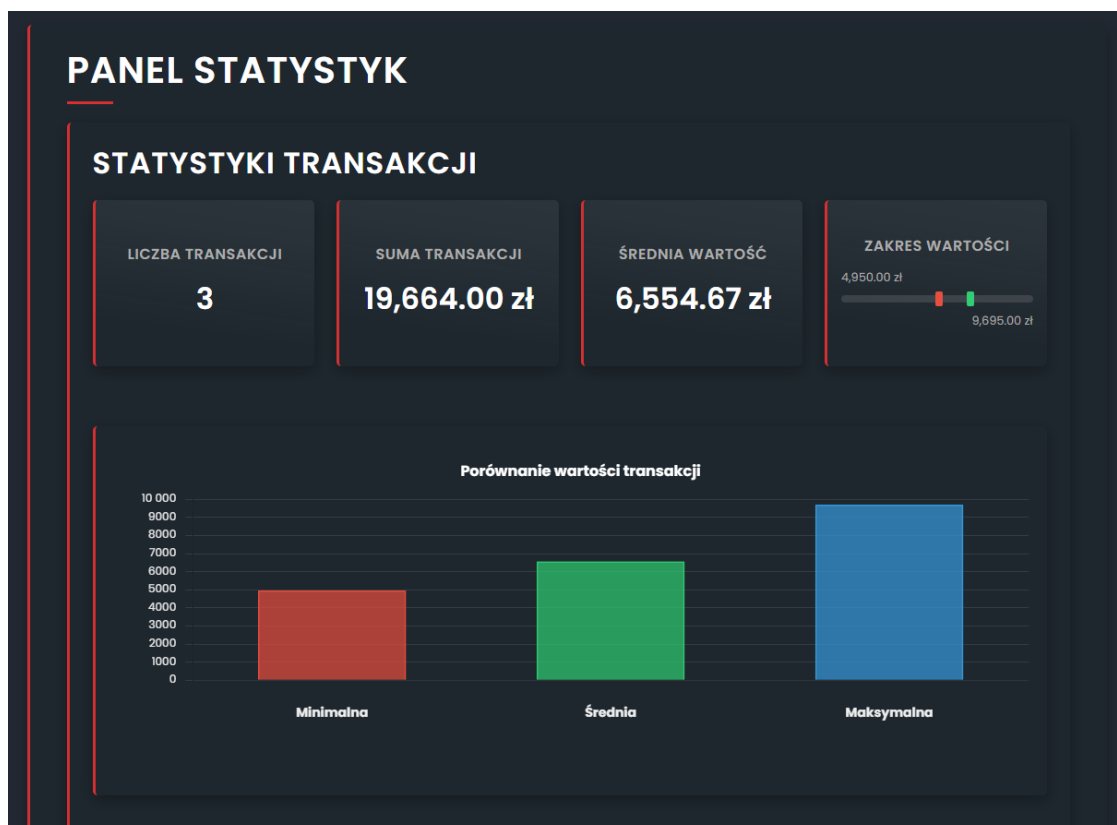 PANEL STATYSTYK
STATYSTYKI TRANSAKCJI
LICZBA TRANSAKCJI
3
SUMA TRANSAKCJI
19,664.00 zł
ŚREDNIA WARTOŚĆ
6,554.67 zł
ZAKRES WARTOŚCI
4,950.00 zł
9,695.00 zł
Porównanie wartości transakcji
10 000
9000
8000
7000
6000
5000
4000
3000
2000
1000
0
Minimalna Średnia Maksymalna